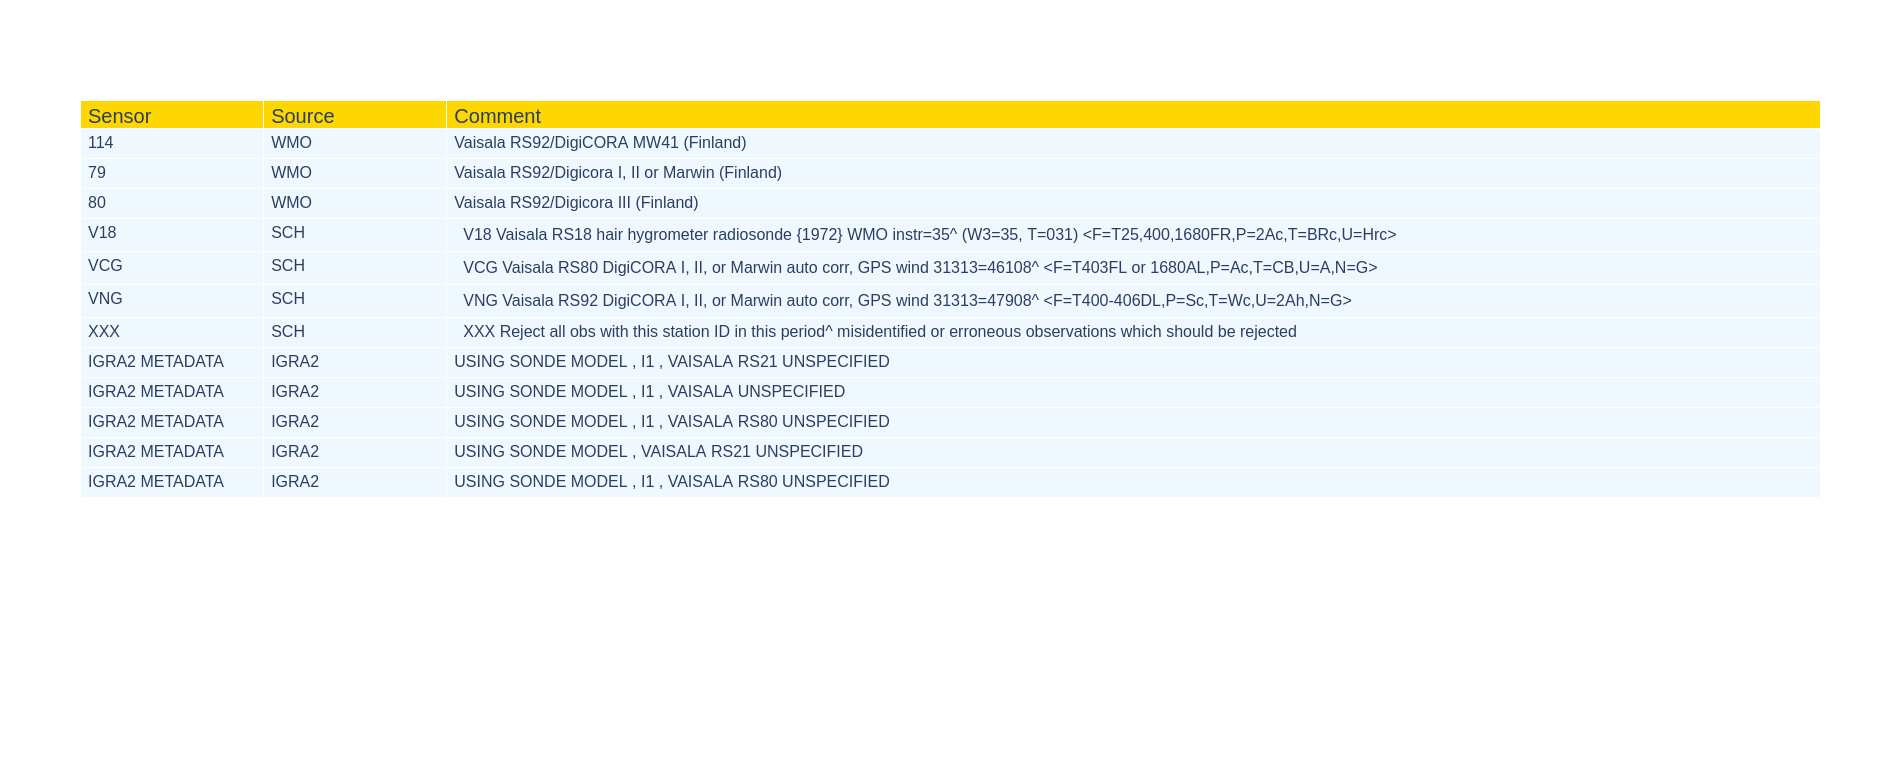 Sensor Source Comment
114 WMO Vaisala RS92/DigiCORA MW41 (Finland)
79 WMO Vaisala RS92/Digicora I, II or Marwin (Finland)
80 WMO Vaisala RS92/Digicora III (Finland)
V18 SCH V18 Vaisala RS18 hair hygrometer radiosonde {1972} WMO instr=35^ (W3=35, T=031) <F=T25,400,1680FR,P=2Ac,T=BRc,U=Hrc>
VCG SCH VCG Vaisala RS80 DigiCORA I, II, or Marwin auto corr, GPS wind 31313=46108^ <F=T403FL or 1680AL,P=Ac,T=CB,U=A,N=G>
VNG SCH VNG Vaisala RS92 DigiCORA I, II, or Marwin auto corr, GPS wind 31313=47908^ <F=T400-406DL,P=Sc,T=Wc,U=2Ah,N=G>
XXX SCH XXX Reject all obs with this station ID in this period^ misidentified or erroneous observations which should be rejected
IGRA2 METADATA IGRA2 USING SONDE MODEL , I1 , VAISALA RS21 UNSPECIFIED
IGRA2 METADATA IGRA2 USING SONDE MODEL , I1 , VAISALA UNSPECIFIED
IGRA2 METADATA IGRA2 USING SONDE MODEL , I1 , VAISALA RS80 UNSPECIFIED
IGRA2 METADATA IGRA2 USING SONDE MODEL , VAISALA RS21 UNSPECIFIED
IGRA2 METADATA IGRA2 USING SONDE MODEL , I1 , VAISALA RS80 UNSPECIFIED